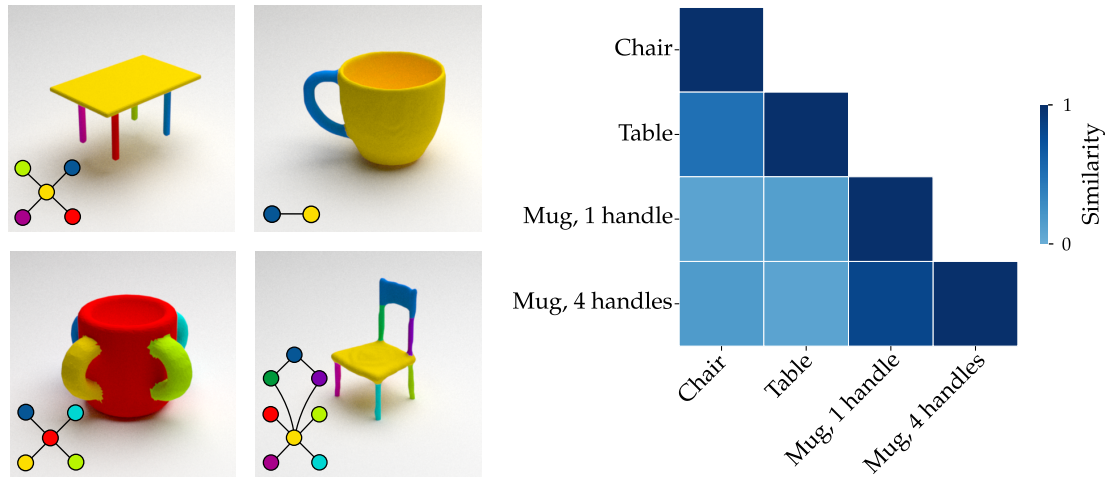 Chair
Table
Mug, 1 handle
Mug, 4 handles
Chair
Table
Mug, 1 handle
Mug, 4 handles
1
0
Similarity